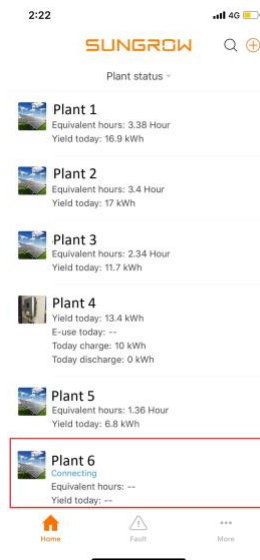 2:22
4G
SUNGROW
Plant status
Plant 1
Equivalent hours: 3.38 Hour
Yield today: 16.9 kWh
Plant 2
Equivalent hours: 3.4 Hour
Yield today: 17 kWh
Plant 3
Equivalent hours: 2.34 Hour
Yield today: 11.7 kWh
Plant 4
Yield today: 13.4 kWh
E-use today: --
Today charge: 10 kWh
Today discharge: 0 kWh
Plant 5
Equivalent hours: 1.36 Hour
Yield today: 6.8 kWh
Plant 6
Connecting
Equivalent hours: --
Yield today: --
Home
Fault
More